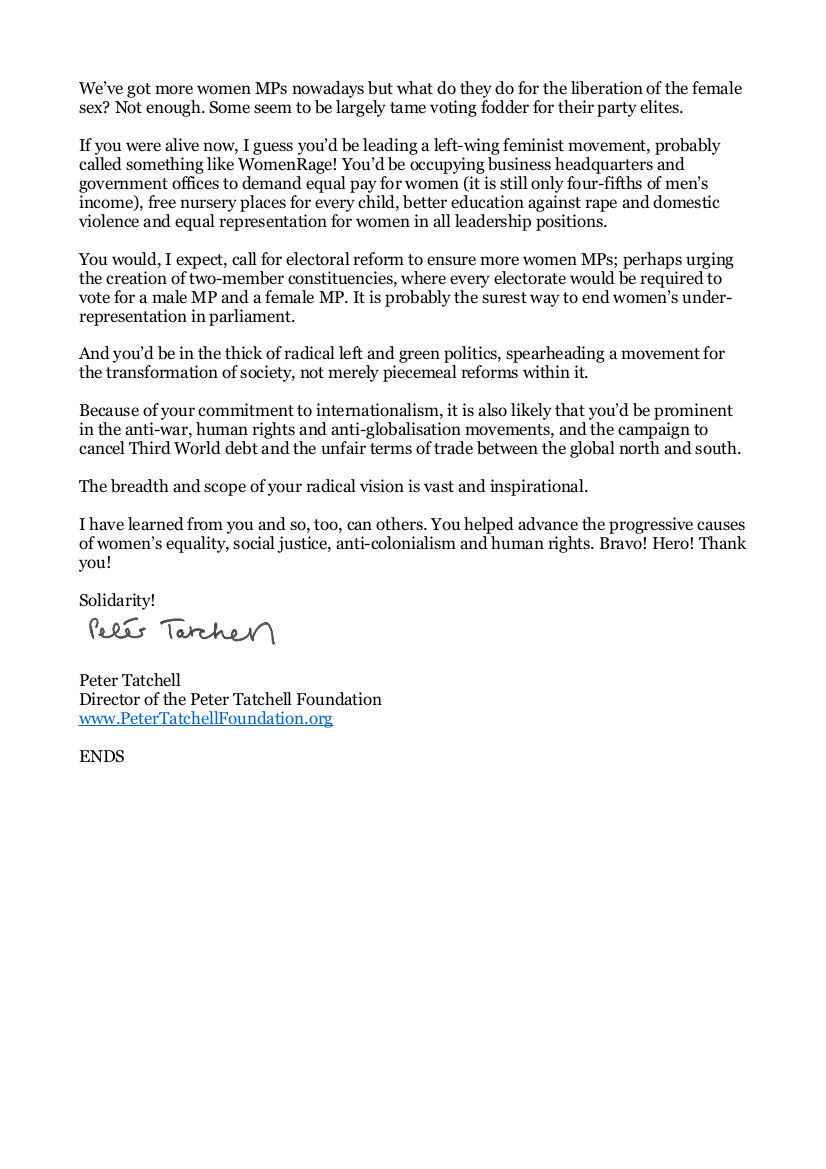 We’ve got more women MPs nowadays but what do they do for the liberation of the female
sex? Not enough. Some seem to be largely tame voting fodder for their party elites.
If you were alive now, I guess you’d be leading a left-wing feminist movement, probably
called something like WomenRage! You’d be occupying business headquarters and
government offices to demand equal pay for women (it is still only four-fifths of men’s
income), free nursery places for every child, better education against rape and domestic
violence and equal representation for women in all leadership positions.
You would, I expect, call for electoral reform to ensure more women MPs; perhaps urging
the creation of two-member constituencies, where every electorate would be required to
vote for a male MP and a female MP. It is probably the surest way to end women’s under-
representation in parliament.
And you’d be in the thick of radical left and green politics, spearheading a movement for
the transformation of society, not merely piecemeal reforms within it.
Because of your commitment to internationalism, it is also likely that you’d be prominent
in the anti-war, human rights and anti-globalisation movements, and the campaign to
cancel Third World debt and the unfair terms of trade between the global north and south.
The breadth and scope of your radical vision is vast and inspirational.
I have learned from you and so, too, can others. You helped advance the progressive causes
of women’s equality, social justice, anti-colonialism and human rights. Bravo! Hero! Thank
you!
Solidarity!
Peter Tatchell
Peter Tatchell
Director of the Peter Tatchell Foundation
www.PeterTatchellFoundation.org
ENDS